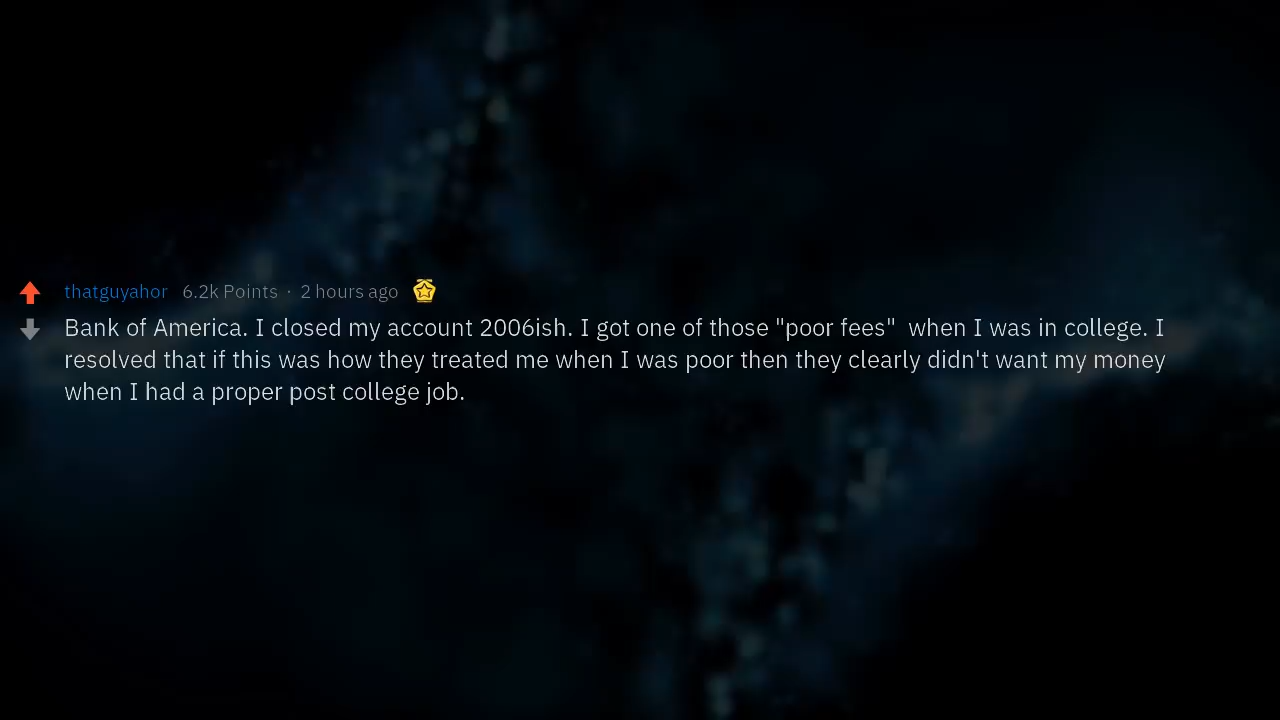 thatguyahor 6.2k Points · 2 hours ago
Bank of America. I closed my account 2006ish. I got one of those "poor fees"  when I was in college. I
resolved that if this was how they treated me when I was poor then they clearly didn't want my money
when I had a proper post college job.